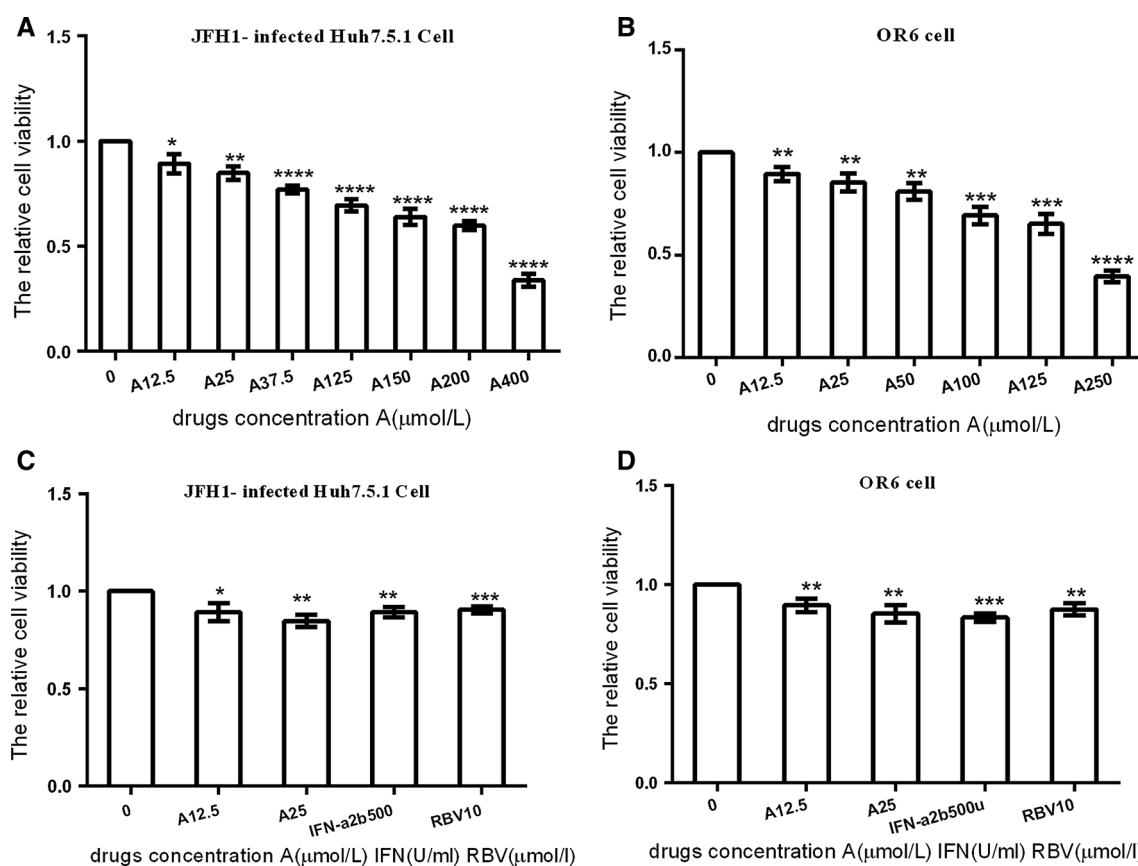 A
JFH1- infected Huh7.5.1 Cell
The relative cell viability
1.5
1.0
0.5
0.0
*
**
****
****
****
****
****
0
A12.5
A25
A37.5
A125
A150
A200
A400
drugs concentration A(μmol/L)
B
OR6 cell
The relative cell viability
1.5
1.0
0.5
0.0
**
**
**
***
***
****
0
A12.5
A25
A50
A100
A125
A250
drugs concentration A(μmol/L)
C
JFH1- infected Huh7.5.1 Cell
The relative cell viability
1.5
1.0
0.5
0.0
*
**
**
***
0
A12.5
A25
IFN-a2b500
RBV10
drugs concentration A(μmol/L) IFN(U/ml) RBV(μmol/l)
D
OR6 cell
The relative cell viability
1.5
1.0
0.5
0.0
**
**
***
**
0
A12.5
A25
IFN-a2b500u
RBV10
drugs concentration A(μmol/L) IFN(U/ml) RBV(μmol/l